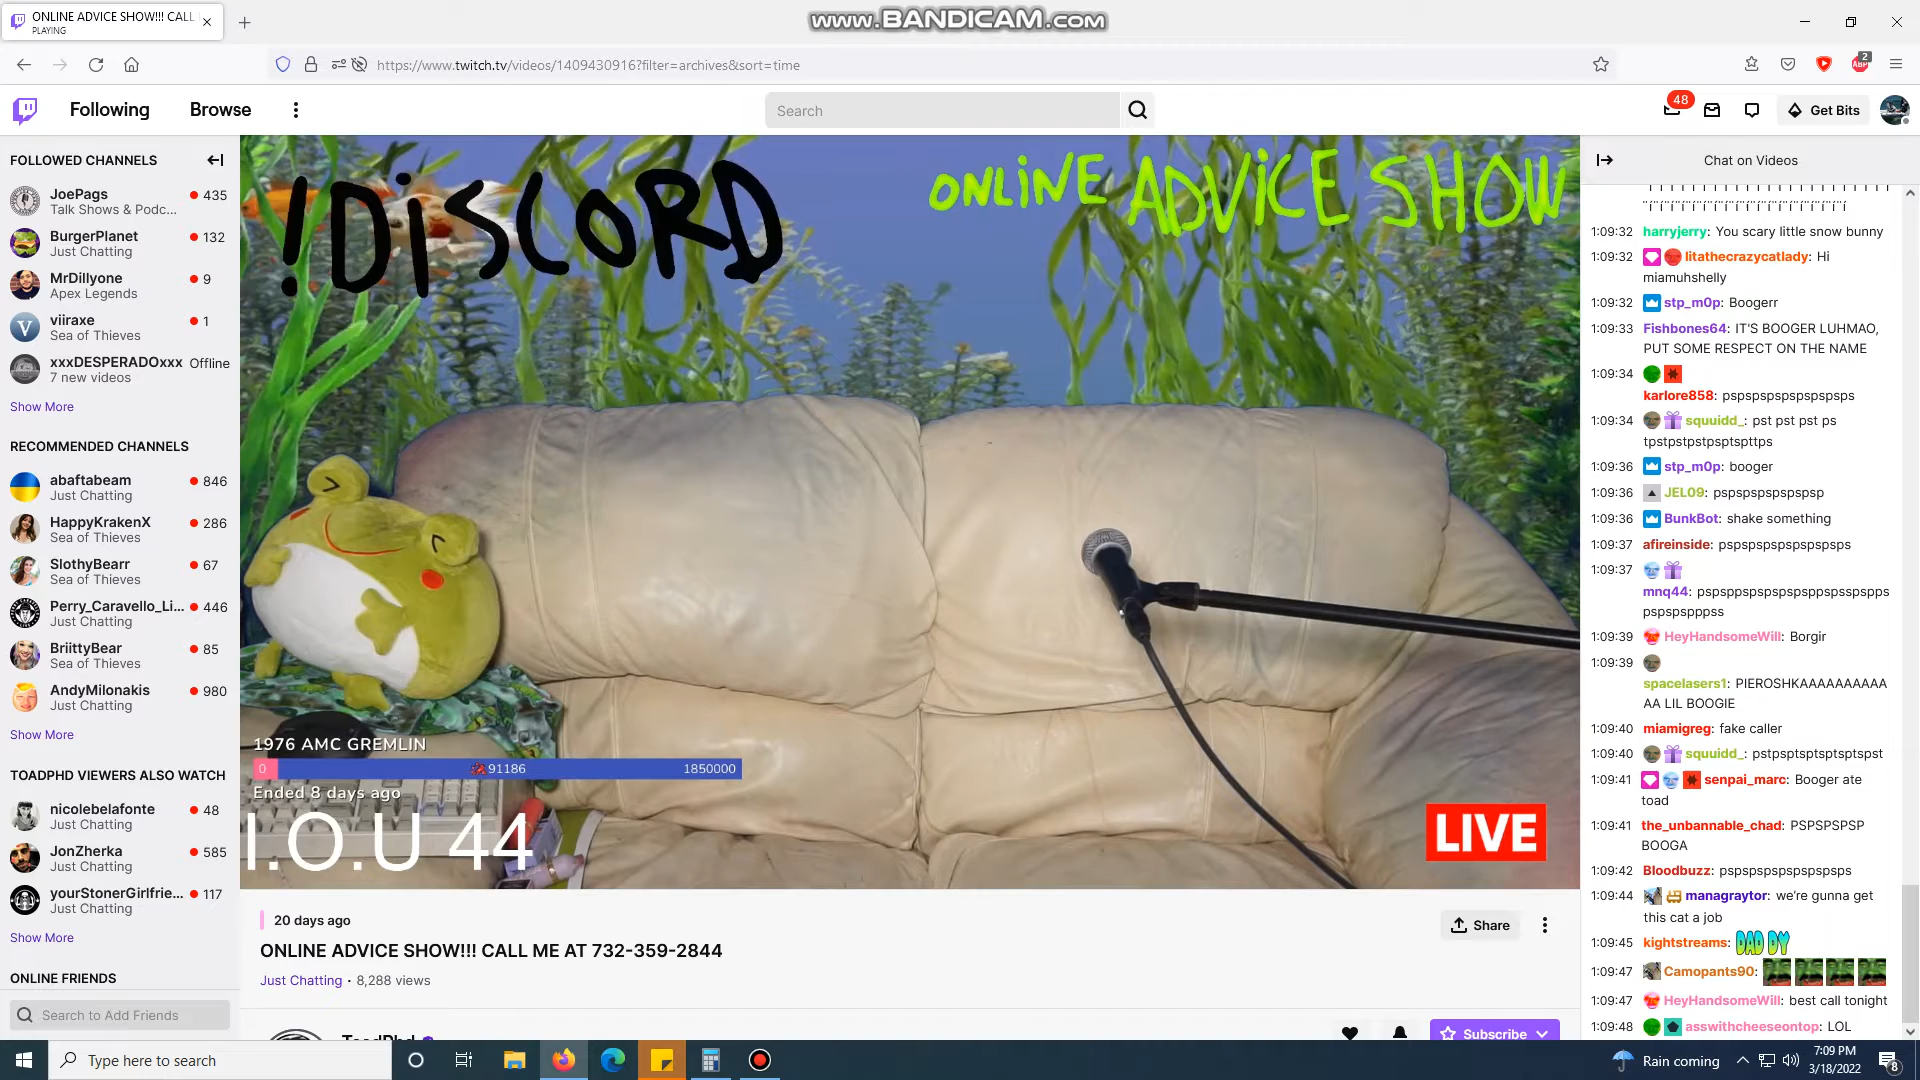 ONLINE ADVICE SHOW!!! CALL
PLAYING
www.BANDICAM.com
https://www.twitch.tv/videos/1409430916?filter=archives&sort=time
2
ABP
Following
Browse
Search
48
Get Bits
FOLLOWED CHANNELS
JoePags
435
Talk Shows & Podc...
BurgerPlanet
132
Just Chatting
MrDillyone
9
Apex Legends
viiraxe
1
Sea of Thieves
xxxDESPERADOxxx
Offline
7 new videos
Show More
RECOMMENDED CHANNELS
abaftabeam
846
Just Chatting
HappyKrakenX
286
Sea of Thieves
SlothyBearr
67
Sea of Thieves
Perry_Caravello_Li...
446
Just Chatting
BriittyBear
85
Sea of Thieves
AndyMilonakis
980
Just Chatting
Show More
TOADPHD VIEWERS ALSO WATCH
nicolebelafonte
48
Just Chatting
JonZherka
585
Just Chatting
yourStonerGirlfrie...
117
Just Chatting
Show More
ONLINE FRIENDS
Search to Add Friends
!DiSCORD
ONLiNE ADViCE SHOW
1976 AMC GREMLIN
0 91186 1850000
Ended 8 days ago
I.O.U 44
LIVE
20 days ago
Share
ONLINE ADVICE SHOW!!! CALL ME AT 732-359-2844
Just Chatting • 8,288 views
Subscribe
Chat on Videos
1:09:32 harryjerry: You scary little snow bunny
1:09:32 litathecrazycatlady: Hi
miamuhshelly
1:09:32 stp_m0p: Boogerr
1:09:33 Fishbones64: IT'S BOOGER LUHMAO,
PUT SOME RESPECT ON THE NAME
1:09:34
karlore858: pspspspspspspspsps
1:09:34 squuidd_: pst pst pst ps
tpstpstpstpsptspttps
1:09:36 stp_m0p: booger
1:09:36 JEL09: pspspspspspspsp
1:09:36 BunkBot: shake something
1:09:37 afireinside: pspspspspspspspsps
1:09:37
mnq44: pspsppspspspspsppspsspspps
pspspspppss
1:09:39 HeyHandsomeWill: Borgir
1:09:39
spacelasers1: PIEROSHKAAAAAAAAAA
AA LIL BOOGIE
1:09:40 miamigreg: fake caller
1:09:40 squuidd_: pstpsptsptsptsptspst
1:09:41 senpai_marc: Booger ate
toad
1:09:41 the_unbannable_chad: PSPSPSPSP
BOOGA
1:09:42 Bloodbuzz: pspspspspspspspsps
1:09:44 managraytor: we're gunna get
this cat a job
1:09:45 kightstreams: DAD DY
1:09:47 Camopants90:
1:09:47 HeyHandsomeWill: best call tonight
1:09:48 asswithcheeseontop: LOL
Type here to search
Rain coming
7:09 PM
3/18/2022
8